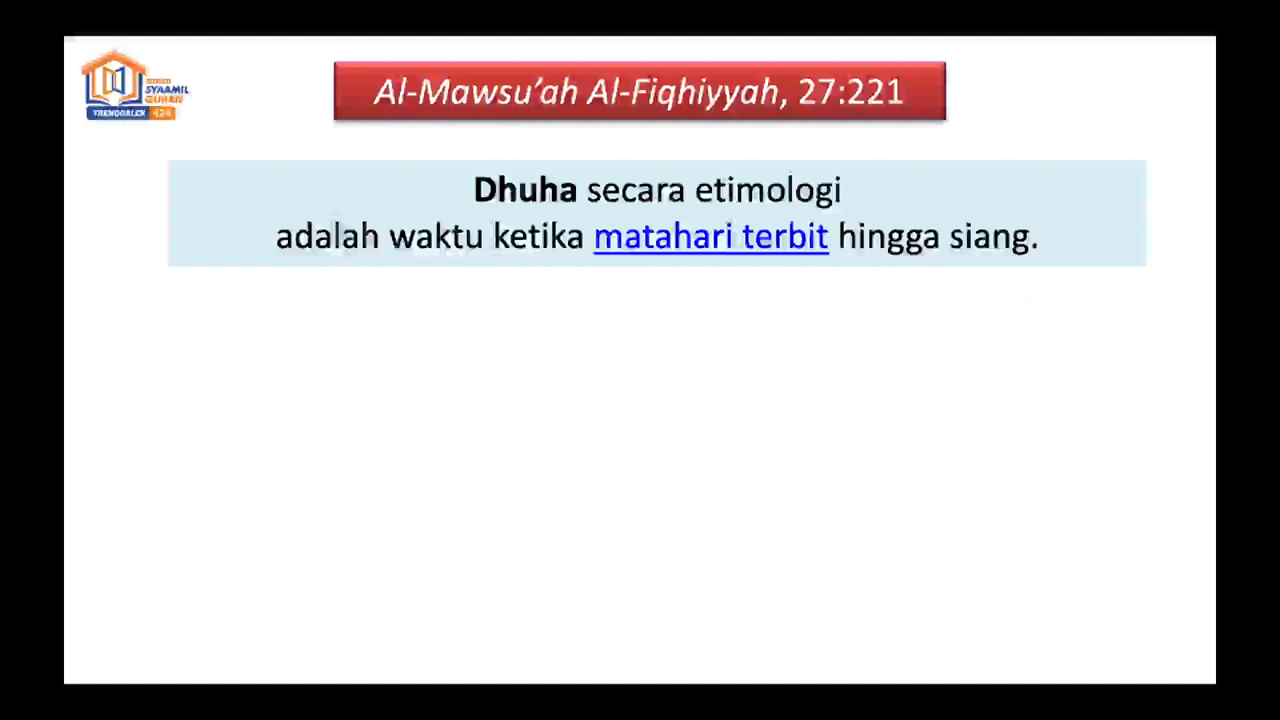 SYAAMIL
QURAN
TRENGGALEK 424
Al-Mawsu'ah Al-Fiqhiyyah, 27:221
Dhuha secara etimologi
adalah waktu ketika matahari terbit hingga siang.